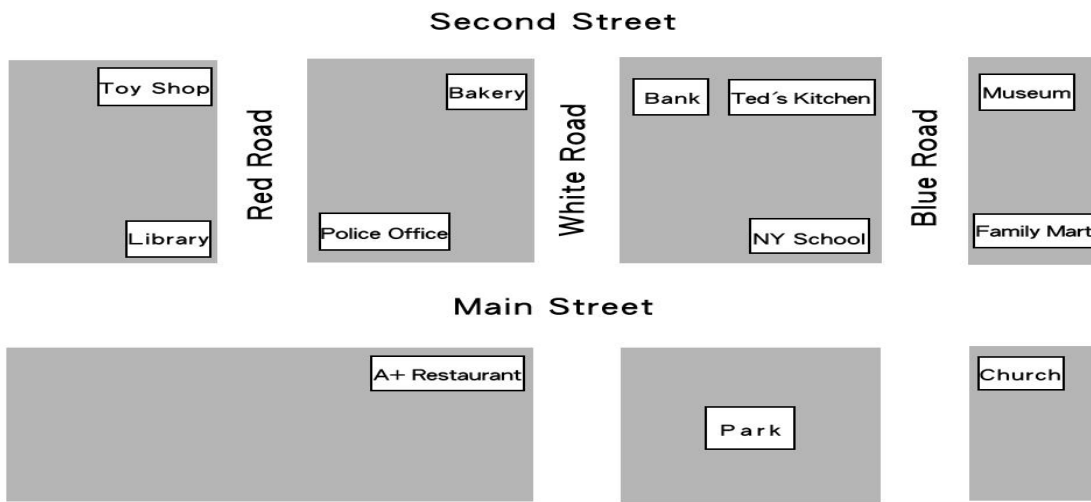 Second Street
Toy Shop
Bakery
Bank
Ted´s Kitchen
Museum
Red Road
White Road
Blue Road
Library
Police Office
NY School
Family Mart
Main Street
A+ Restaurant
Church
Park